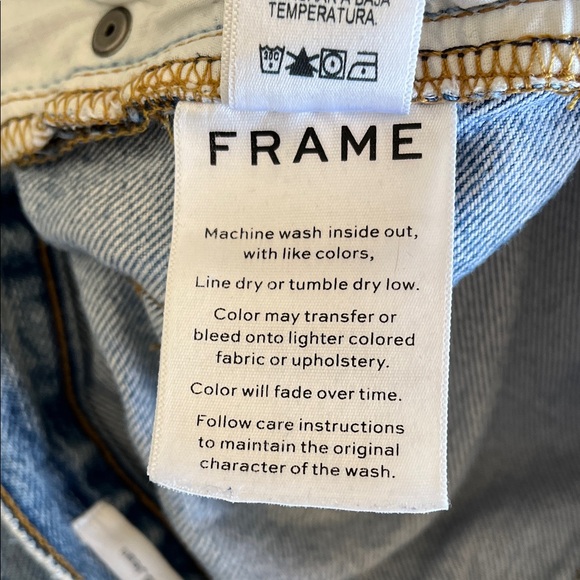 TEMPERATURA.
FRAME
Machine wash inside out,
with like colors,
Line dry or tumble dry low.
Color may transfer or
bleed onto lighter colored
fabric or upholstery.
Color will fade over time.
Follow care instructions
to maintain the original
character of the wash.